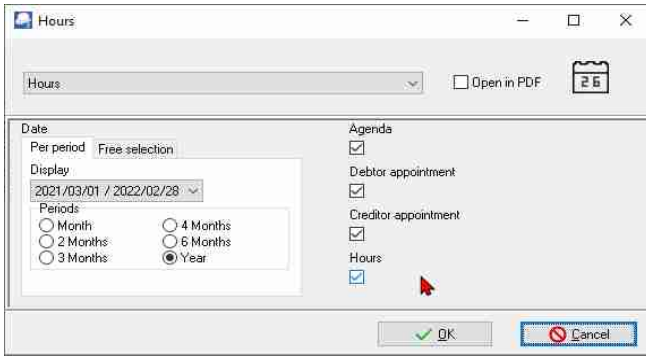 Hours
Hours
Open in PDF
26
Date
Per period Free selection
Display
2021/03/01 / 2022/02/28
Periods
Month
4 Months
2 Months
6 Months
3 Months
Year
Agenda
Debtor appointment
Creditor appointment
Hours
OK
Cancel